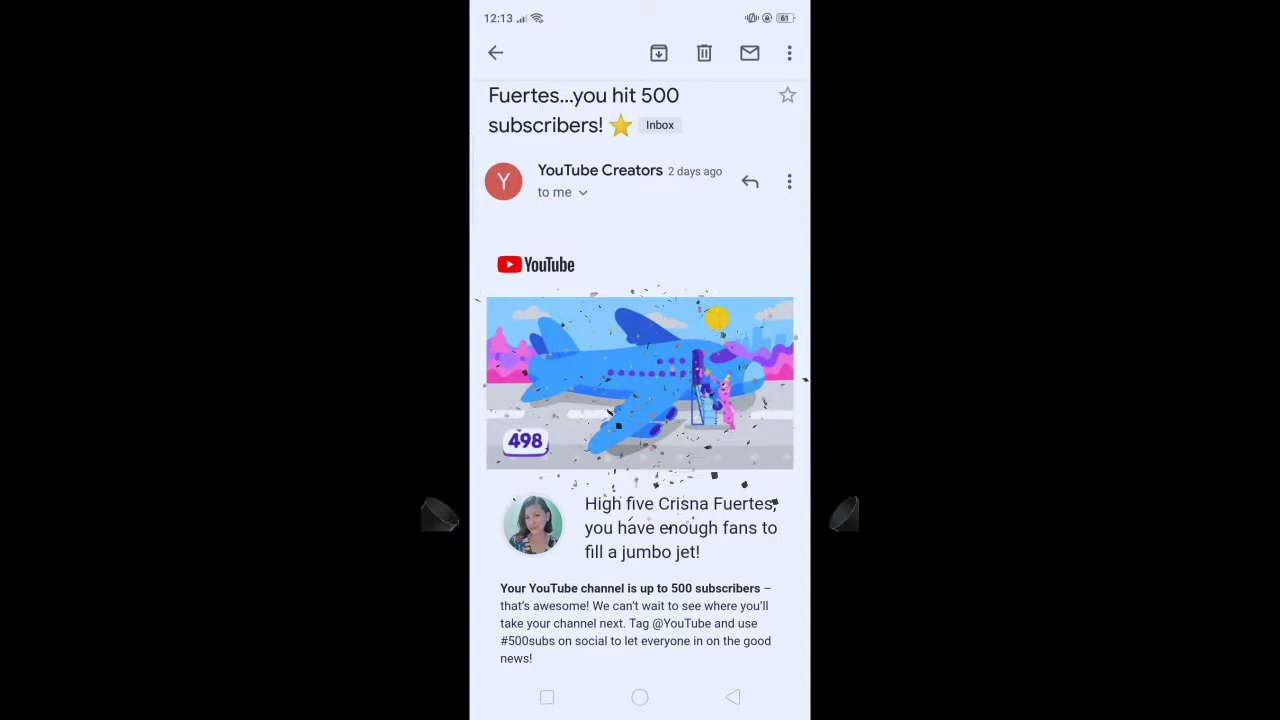 12:13
61
Fuertes...you hit 500
subscribers! ⭐ Inbox
Y
YouTube Creators 2 days ago
to me
YouTube
498
High five Crisna Fuertes,
you have enough fans to
fill a jumbo jet!
Your YouTube channel is up to 500 subscribers –
that's awesome! We can't wait to see where you'll
take your channel next. Tag @YouTube and use
#500subs on social to let everyone in on the good
news!